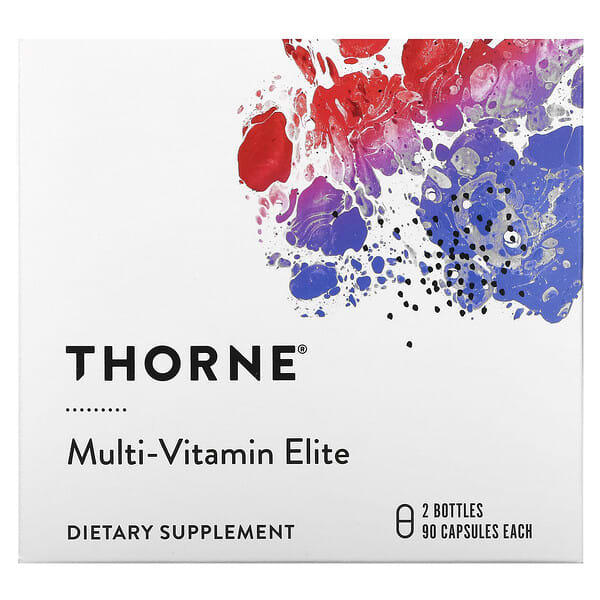 THORNE®
Multi-Vitamin Elite
DIETARY SUPPLEMENT
2 BOTTLES
90 CAPSULES EACH